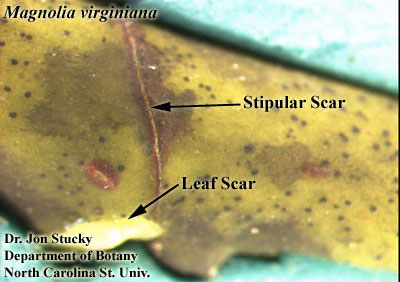 Magnolia virginiana
Stipular Scar
Leaf Scar
Dr. Jon Stucky
Department of Botany
North Carolina St. Univ.